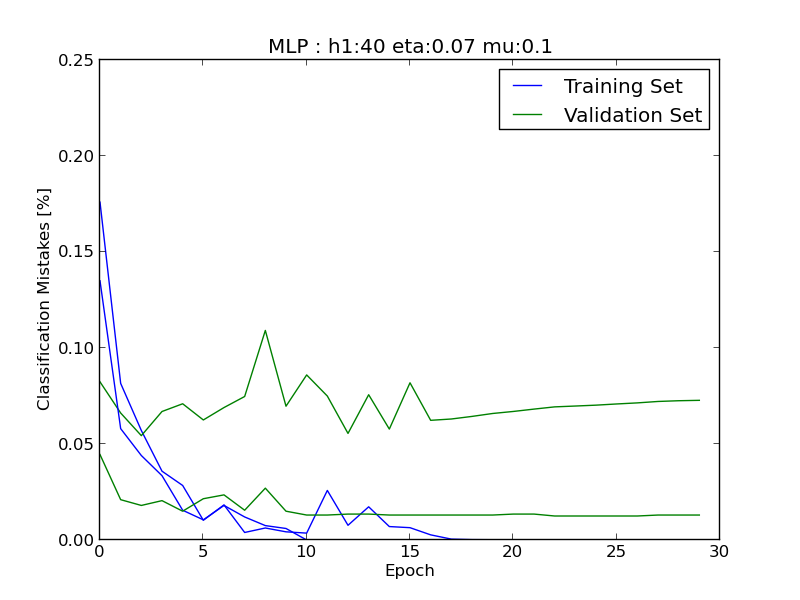 MLP : h1:40 eta:0.07 mu:0.1
Training Set
Validation Set
Classification Mistakes [%]
0.25
0.20
0.15
0.10
0.05
0.00
0 5 10 15 20 25 30
Epoch